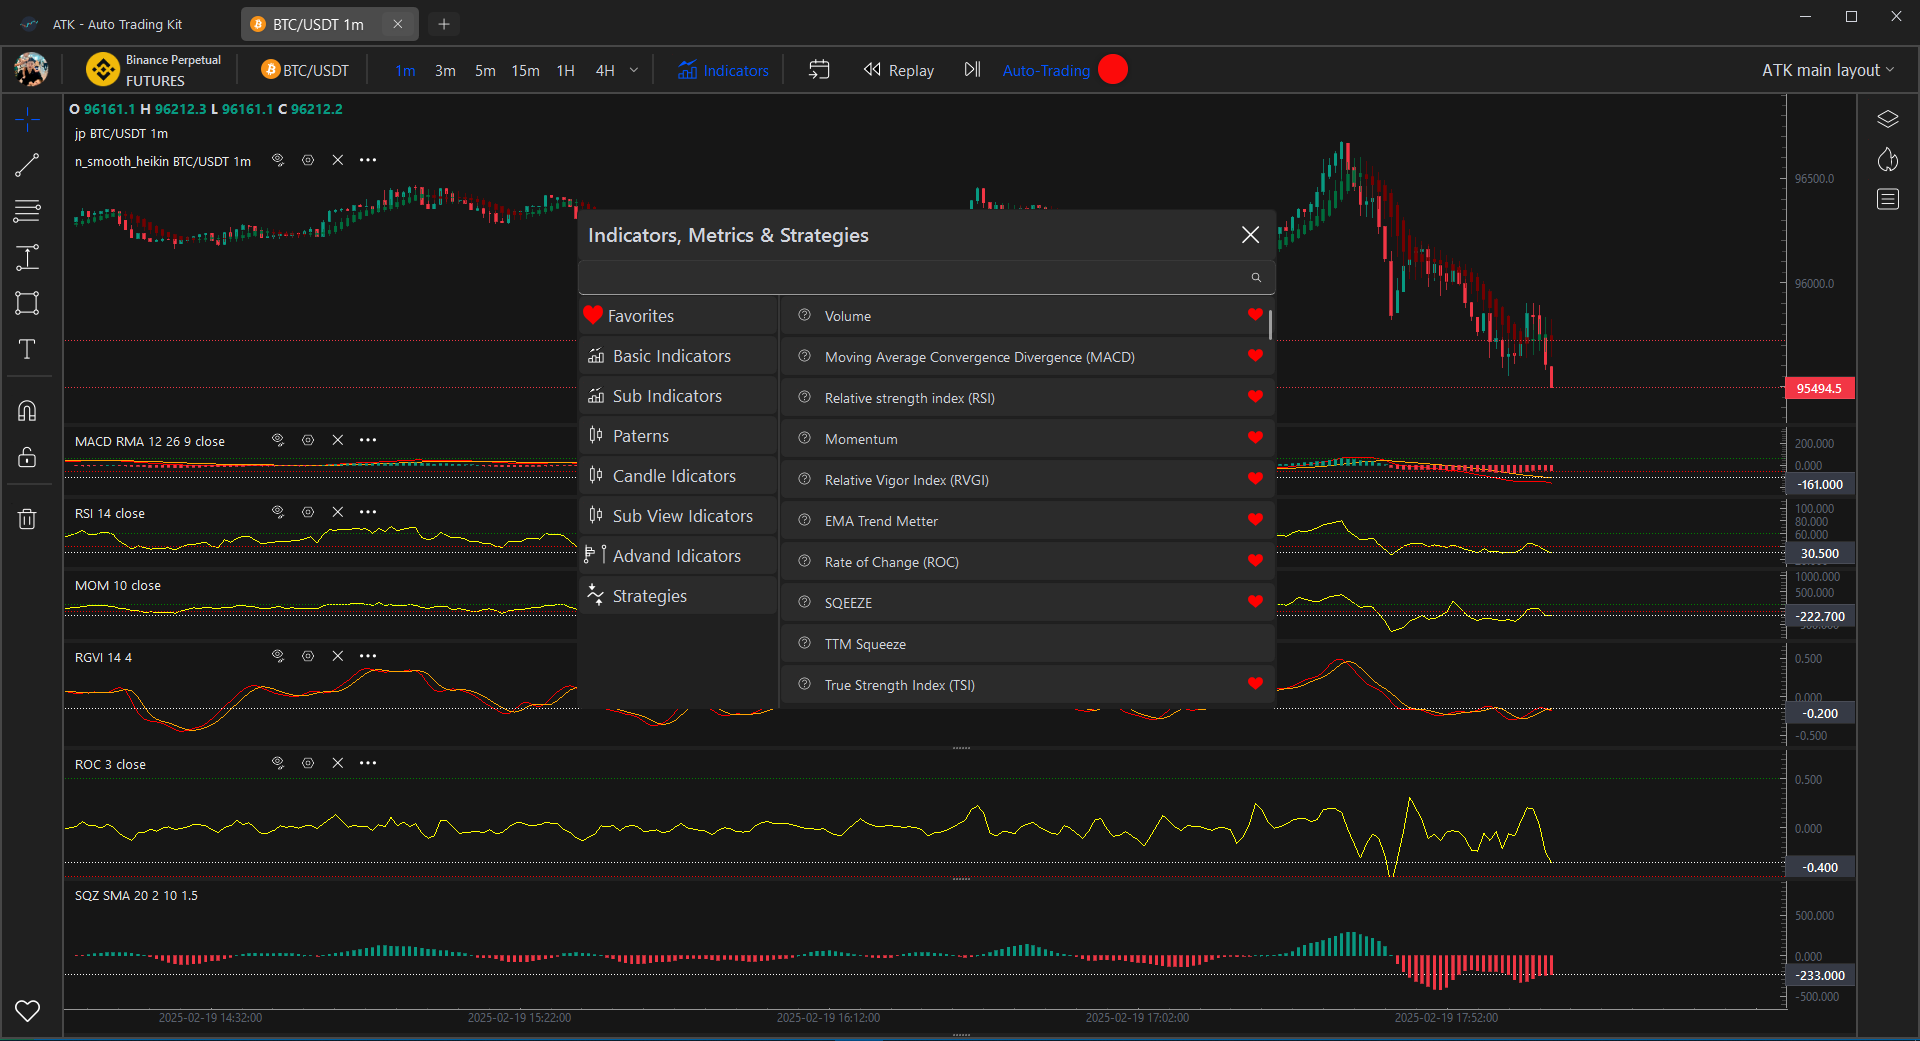 ATK - Auto Trading Kit
BTC/USDT 1m
Binance Perpetual
FUTURES
BTC/USDT
1m 3m 5m 15m 1H 4H
Indicators
Replay
Auto-Trading
ATK main layout
O 96161.1 H 96212.3 L 96161.1 C 96212.2
jp BTC/USDT 1m
n_smooth_heikin BTC/USDT 1m
96500.0
96000.0
95494.5
Indicators, Metrics & Strategies
Favorites
Basic Indicators
Sub Indicators
Paterns
Candle Idicators
Sub View Idicators
Advand Idicators
Strategies
Volume
Moving Average Convergence Divergence (MACD)
Relative strength index (RSI)
Momentum
Relative Vigor Index (RVGI)
EMA Trend Metter
Rate of Change (ROC)
SQEEZE
TTM Squeeze
True Strength Index (TSI)
MACD RMA 12 26 9 close
200.000
0.000
-161.000
RSI 14 close
100.000
80.000
60.000
30.500
MOM 10 close
1000.000
500.000
-222.700
RGVI 14 4
0.500
0.000
-0.200
-0.500
ROC 3 close
0.500
0.000
-0.400
SQZ SMA 20 2 10 1.5
500.000
0.000
-233.000
-500.000
2025-02-19 14:32:00
2025-02-19 15:22:00
2025-02-19 16:12:00
2025-02-19 17:02:00
2025-02-19 17:52:00